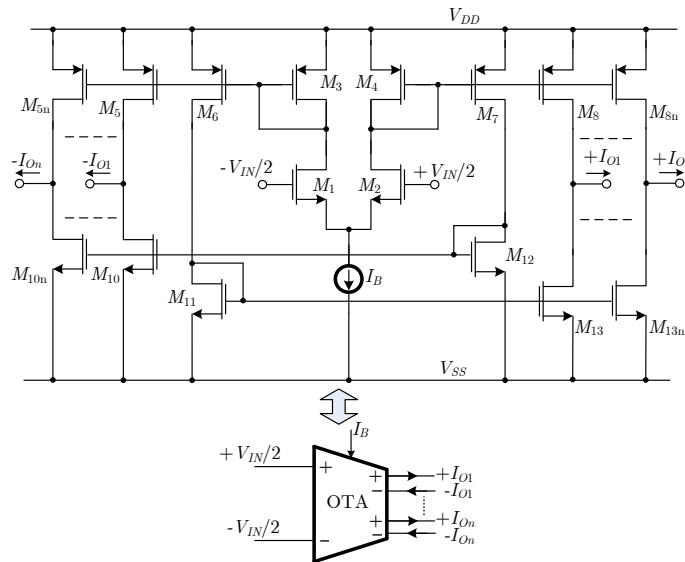 V_DD
M_5n M_5 M_6 M_3 M_4 M_7 M_8 M_8n
-I_On -I_O1 -V_IN/2 M_1 M_2 +V_IN/2 +I_O1 +I_O
M_10n M_10 M_11 I_B M_12 M_13 M_13n
V_SS
I_B
+V_IN/2 + + +I_O1
- -I_O1
OTA
+ +I_On
-V_IN/2 - - -I_On